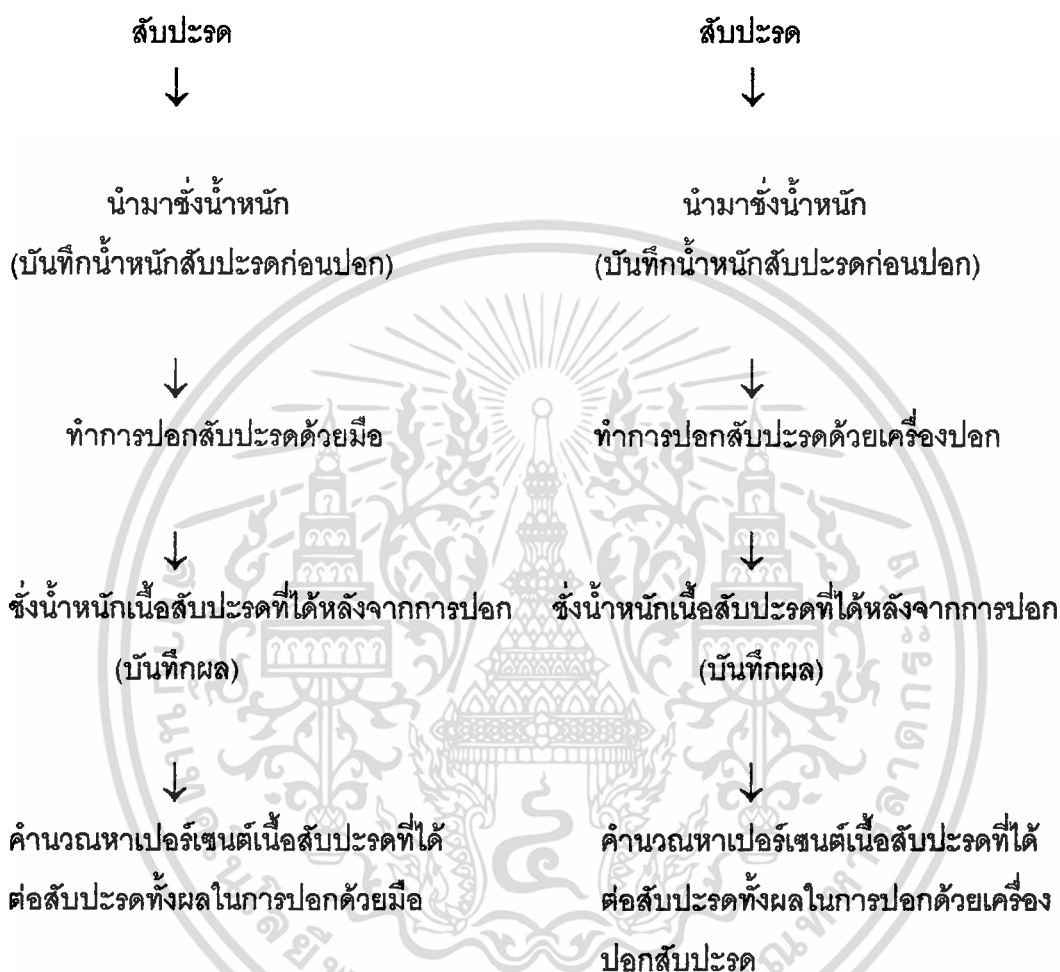 สับปะรด
↓
นำมาชั่งน้ำหนัก
(บันทึกน้ำหนักสับปะรดก่อนปอก)
↓
ทำการปอกสับปะรดด้วยมือ
↓
ชั่งน้ำหนักเนื้อสับปะรดที่ได้หลังจากการปอก
(บันทึกผล)
↓
คำนวณหาเปอร์เซนต์เนื้อสับปะรดที่ได้
ต่อสับปะรดทั้งผลในการปอกด้วยมือ
สับปะรด
↓
นำมาชั่งน้ำหนัก
(บันทึกน้ำหนักสับปะรดก่อนปอก)
↓
ทำการปอกสับปะรดด้วยเครื่องปอก
↓
ชั่งน้ำหนักเนื้อสับปะรดที่ได้หลังจากการปอก
(บันทึกผล)
↓
คำนวณหาเปอร์เซนต์เนื้อสับปะรดที่ได้
ต่อสับปะรดทั้งผลในการปอกด้วยเครื่อง
ปอกสับปะรด